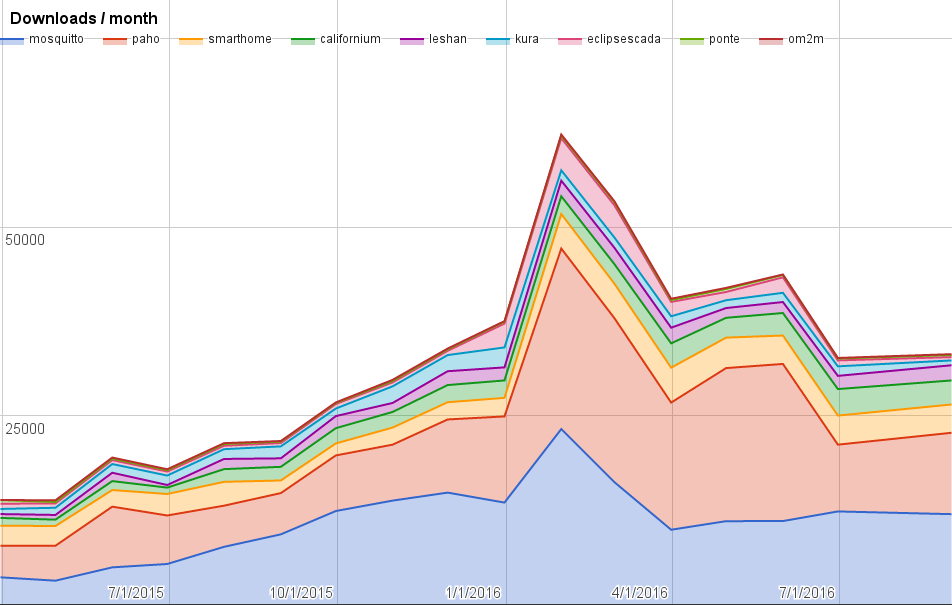 Downloads / month
mosquitto paho smarthome californium leshan kura eclipsescada ponte om2m
50000
25000
7/1/2015 10/1/2015 1/1/2016 4/1/2016 7/1/2016